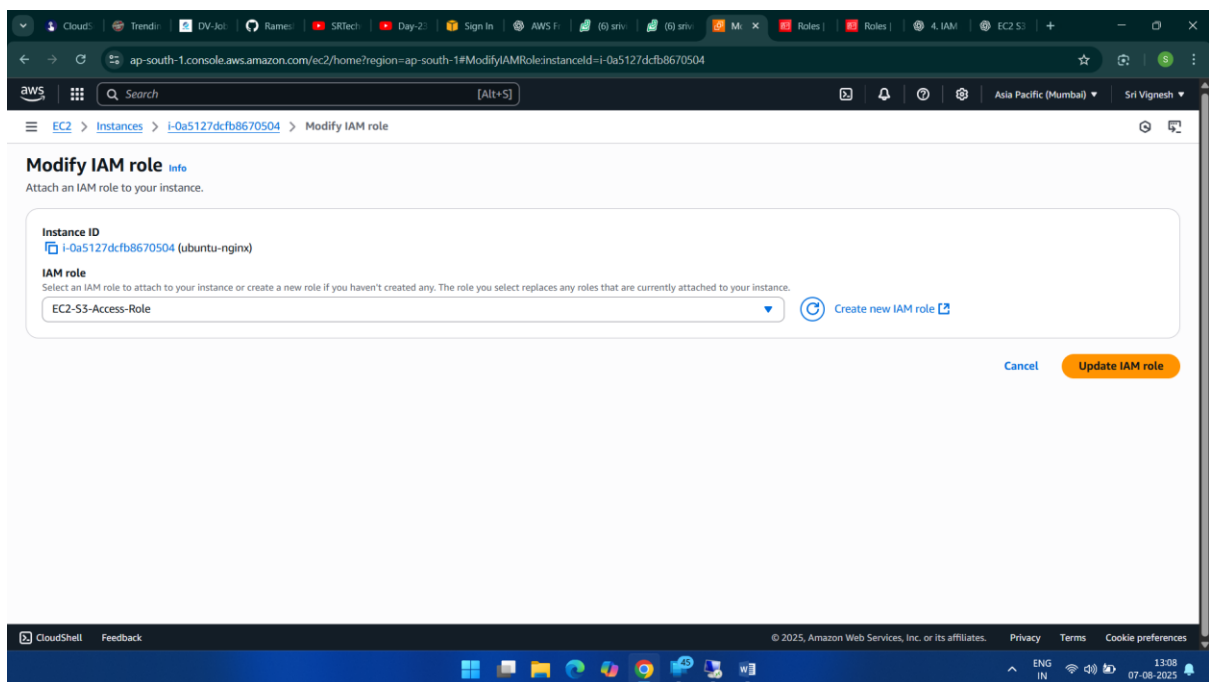 CloudS Trendin DV-Job Rames SRTech Day-23 Sign In AWS Fr (6) sriv (6) sriv Mo Roles | Roles | 4. IAM EC2 S3
ap-south-1.console.aws.amazon.com/ec2/home?region=ap-south-1#ModifyIAMRole:instanceId=i-0a5127dcfb8670504 S
aws Search [Alt+S] Asia Pacific (Mumbai) Sri Vignesh
EC2 > Instances > i-0a5127dcfb8670504 > Modify IAM role
Modify IAM role Info
Attach an IAM role to your instance.
Instance ID
i-0a5127dcfb8670504 (ubuntu-nginx)
IAM role
Select an IAM role to attach to your instance or create a new role if you haven't created any. The role you select replaces any roles that are currently attached to your instance.
EC2-S3-Access-Role Create new IAM role
Cancel Update IAM role
CloudShell Feedback © 2025, Amazon Web Services, Inc. or its affiliates. Privacy Terms Cookie preferences
45 ENG 13:08
IN 07-08-2025